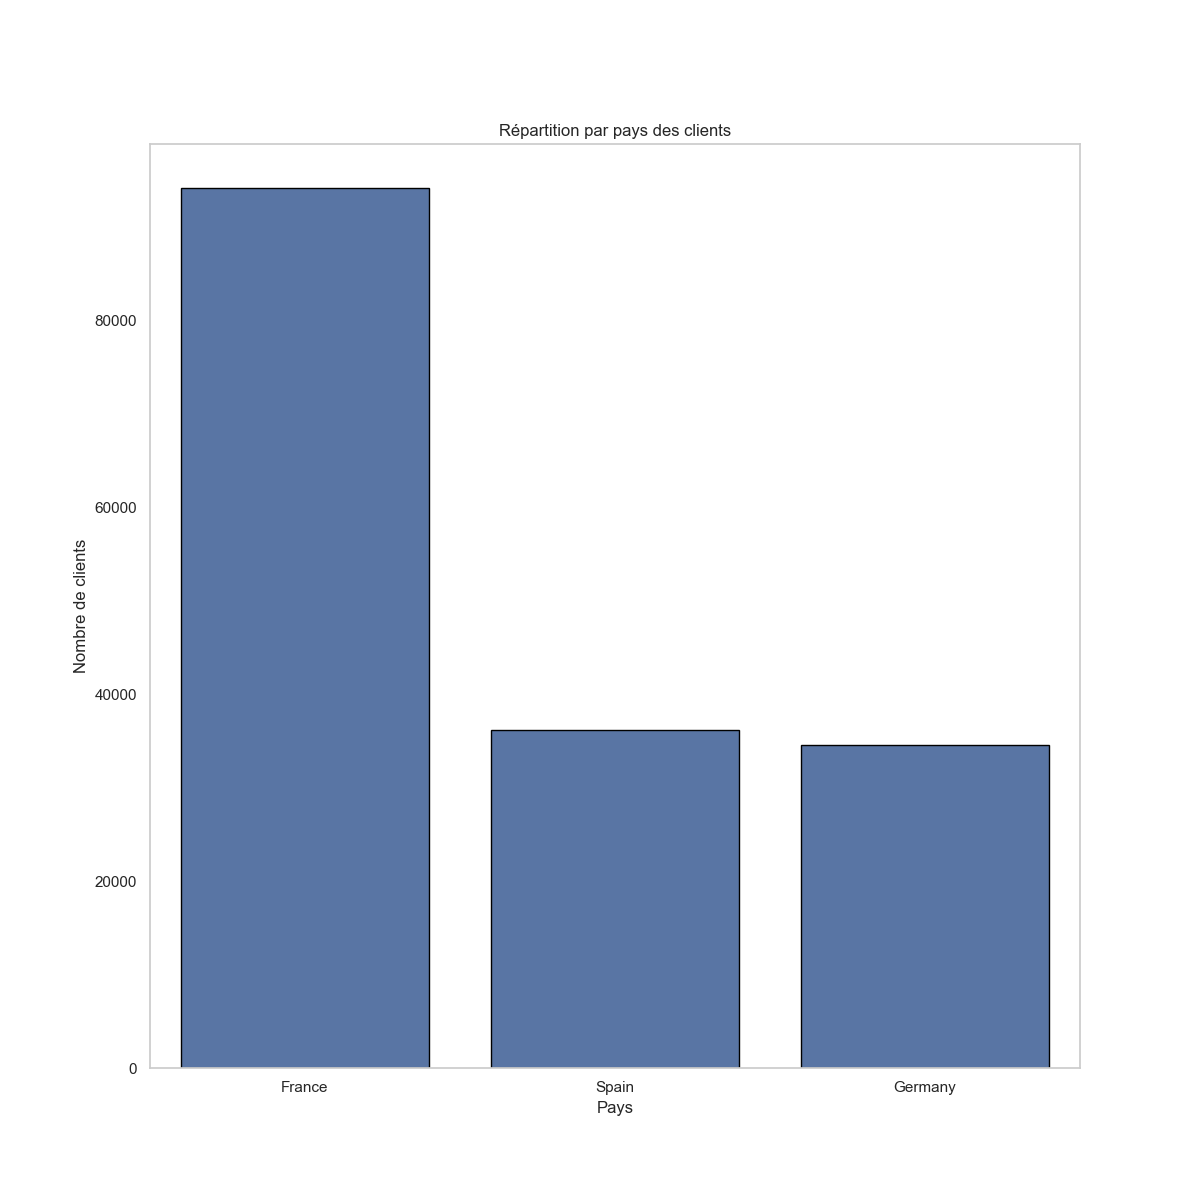 Répartition par pays des clients
Nombre de clients
80000
60000
40000
20000
0
France
Spain
Germany
Pays